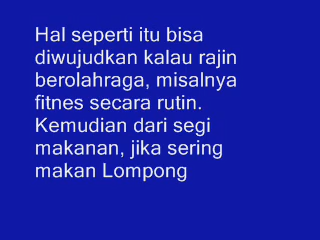 Hal seperti itu bisa
diwujudkan kalau rajin
berolahraga, misalnya
fitnes secara rutin.
Kemudian dari segi
makanan, jika sering
makan Lompong